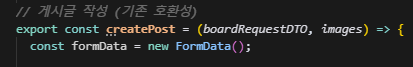 // 게시글 작성 (기존 호환성)
export const createPost = (boardRequestDTO, images) => {
const formData = new FormData();